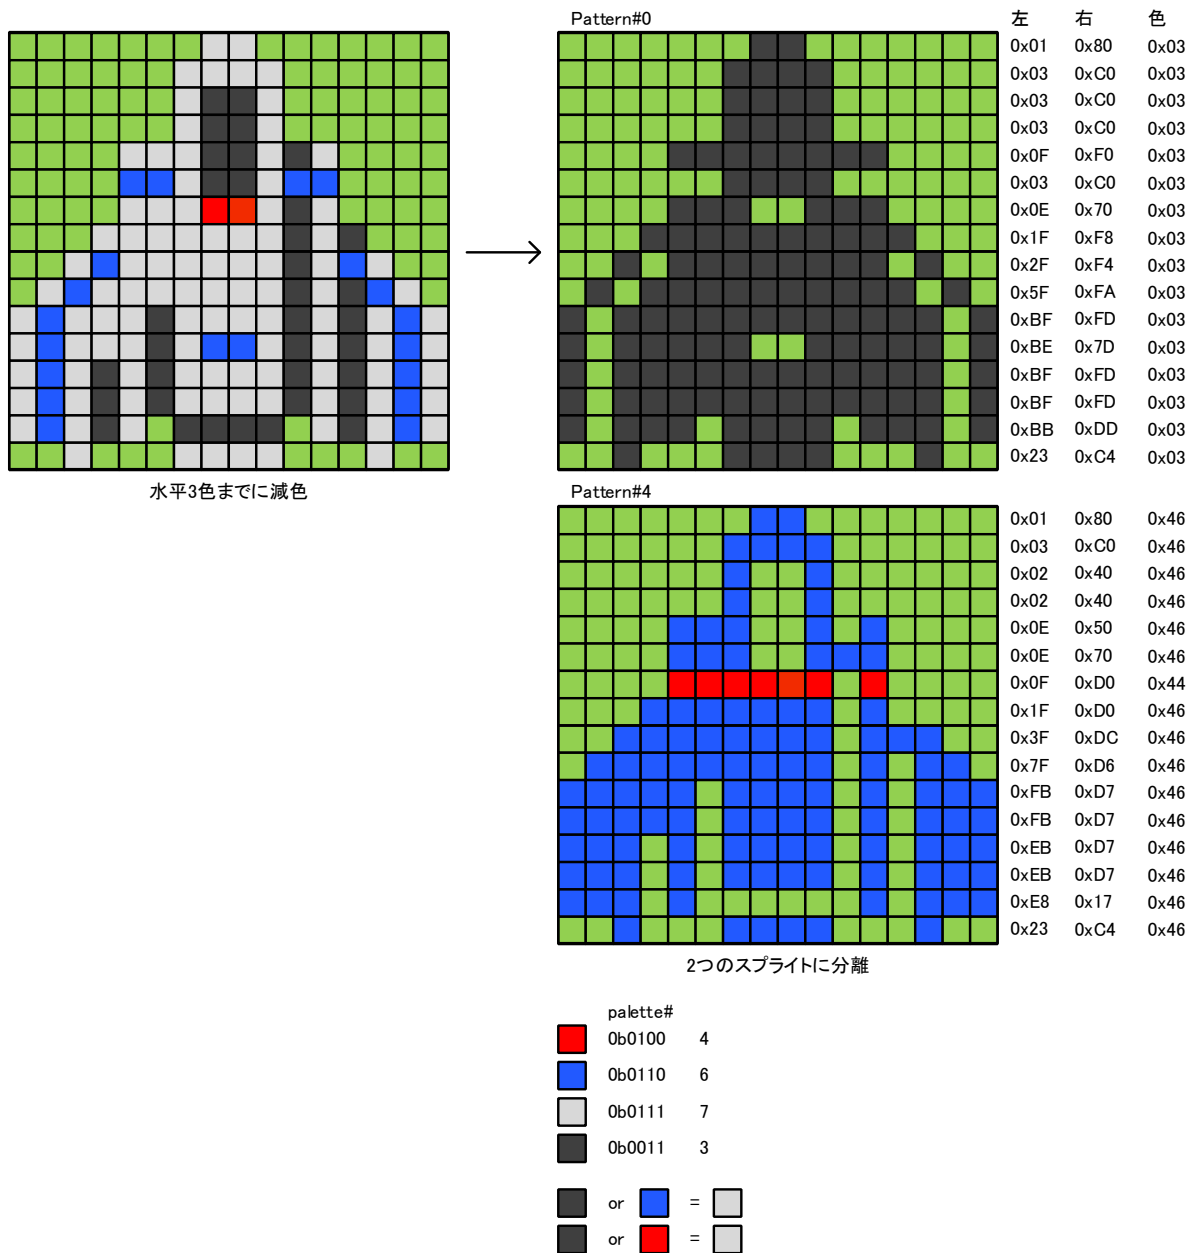 Pattern#0
左 右 色
0x01 0x80 0x03
0x03 0xC0 0x03
0x03 0xC0 0x03
0x03 0xC0 0x03
0x0F 0xF0 0x03
0x03 0xC0 0x03
0x0E 0x70 0x03
0x1F 0xF8 0x03
0x2F 0xF4 0x03
0x5F 0xFA 0x03
0xBF 0xFD 0x03
0xBE 0x7D 0x03
0xBF 0xFD 0x03
0xBF 0xFD 0x03
0xBB 0xDD 0x03
0x23 0xC4 0x03
水平3色までに減色
Pattern#4
0x01 0x80 0x46
0x03 0xC0 0x46
0x02 0x40 0x46
0x02 0x40 0x46
0x0E 0x50 0x46
0x0E 0x70 0x46
0x0F 0xD0 0x44
0x1F 0xD0 0x46
0x3F 0xDC 0x46
0x7F 0xD6 0x46
0xFB 0xD7 0x46
0xFB 0xD7 0x46
0xEB 0xD7 0x46
0xEB 0xD7 0x46
0xE8 0x17 0x46
0x23 0xC4 0x46
2つのスプライトに分離
palette#
0b0100 4
0b0110 6
0b0111 7
0b0011 3
or =
or =